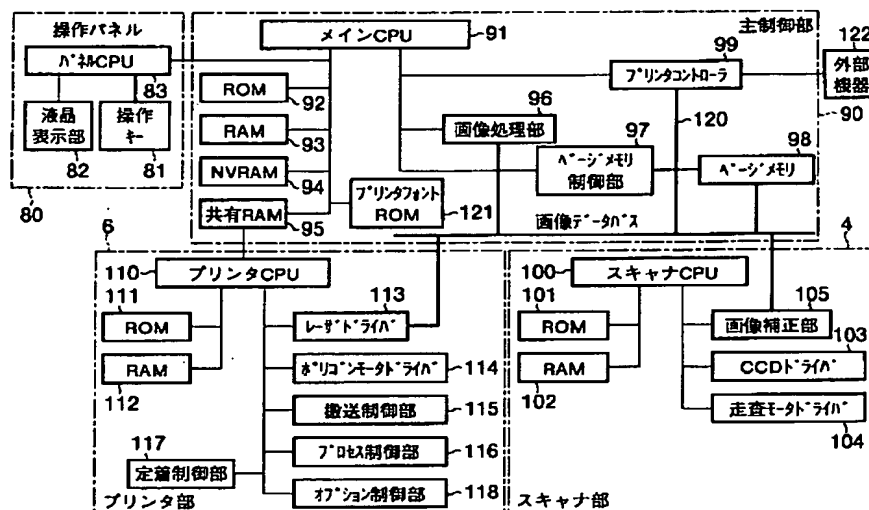 操作パネル
パネルCPU
83
液晶
表示部
82
操作
キー
81
80
メインCPU
91
主制御部
ROM
92
RAM
93
NVRAM
94
共有RAM
95
プリンタフォント
ROM
121
画像処理部
96
ページメモリ
制御部
97
プリンタコントローラ
99
120
ページメモリ
98
90
外部
機器
122
画像データバス
6
プリンタCPU
110
ROM
111
RAM
112
レーザドライバ
113
ポリゴンモータドライバ
114
搬送制御部
115
プロセス制御部
116
定着制御部
117
オプション制御部
118
プリンタ部
4
スキャナCPU
100
ROM
101
RAM
102
画像補正部
105
CCDドライバ
103
走査モータドライバ
104
スキャナ部